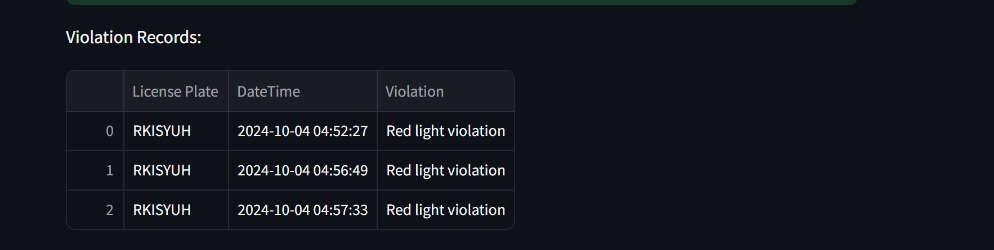 Violation Records:
License Plate DateTime Violation
0 RKISYUH 2024-10-04 04:52:27 Red light violation
1 RKISYUH 2024-10-04 04:56:49 Red light violation
2 RKISYUH 2024-10-04 04:57:33 Red light violation